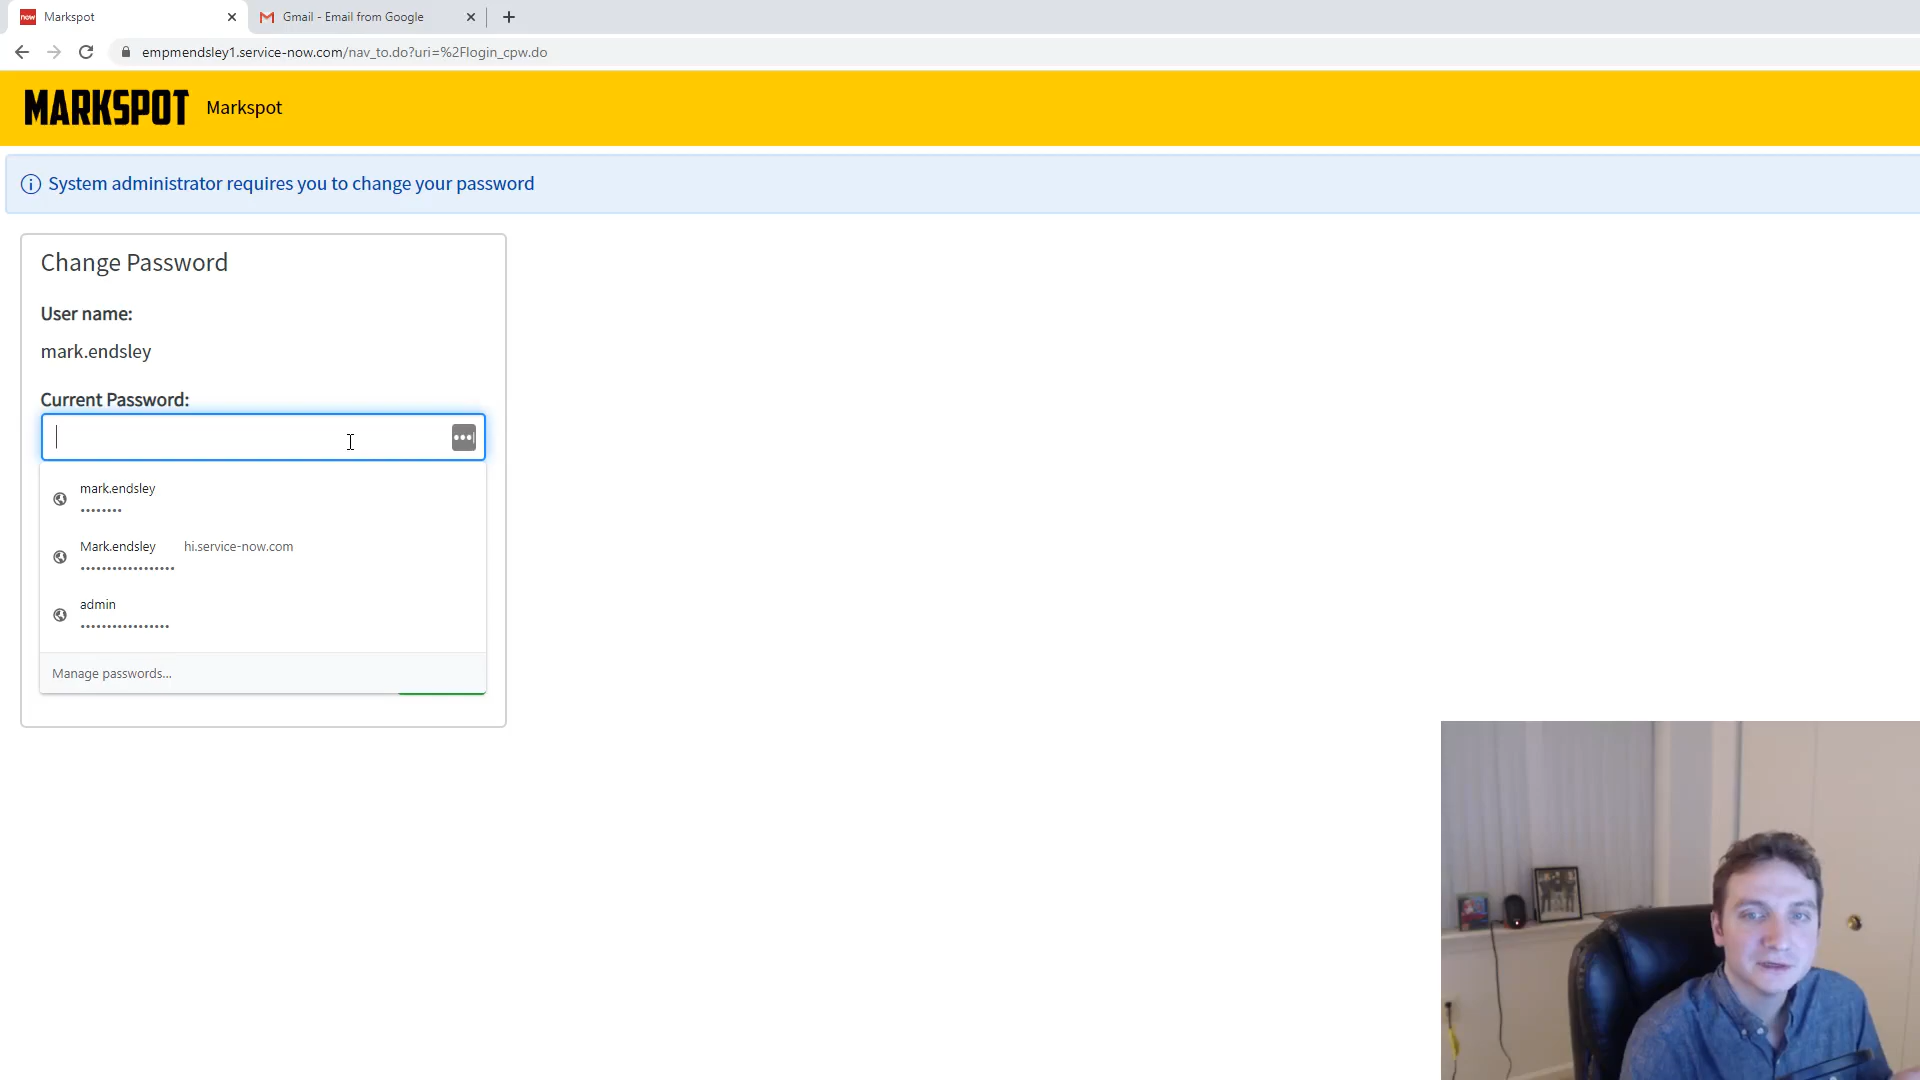 now Markspot
Gmail - Email from Google
empmendsley1.service-now.com/nav_to.do?uri=%2Flogin_cpw.do
MARKSPOT Markspot
System administrator requires you to change your password
Change Password
User name:
mark.endsley
Current Password:
mark.endsley
••••••••
Mark.endsley hi.service-now.com
••••••••••••••••••
admin
•••••••••••••••••
Manage passwords...